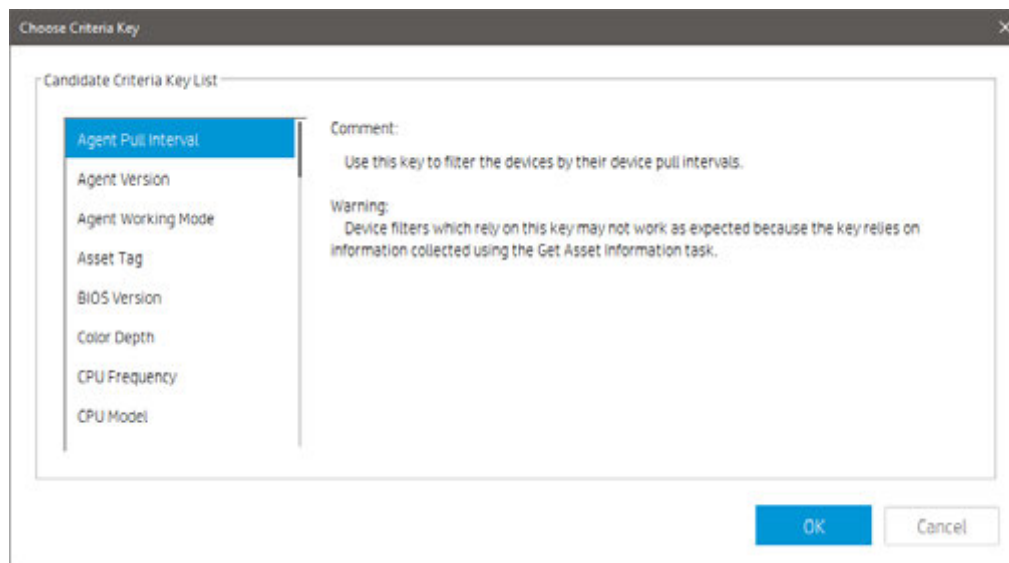 Choose Criteria Key
Candidate Criteria Key List
Agent Pull Interval
Agent Version
Agent Working Mode
Asset Tag
BIOS Version
Color Depth
CPU Frequency
CPU Model
Comment:
Use this key to filter the devices by their device pull intervals.
Warning:
Device filters which rely on this key may not work as expected because the key relies on
information collected using the Get Asset Information task.
OK
Cancel